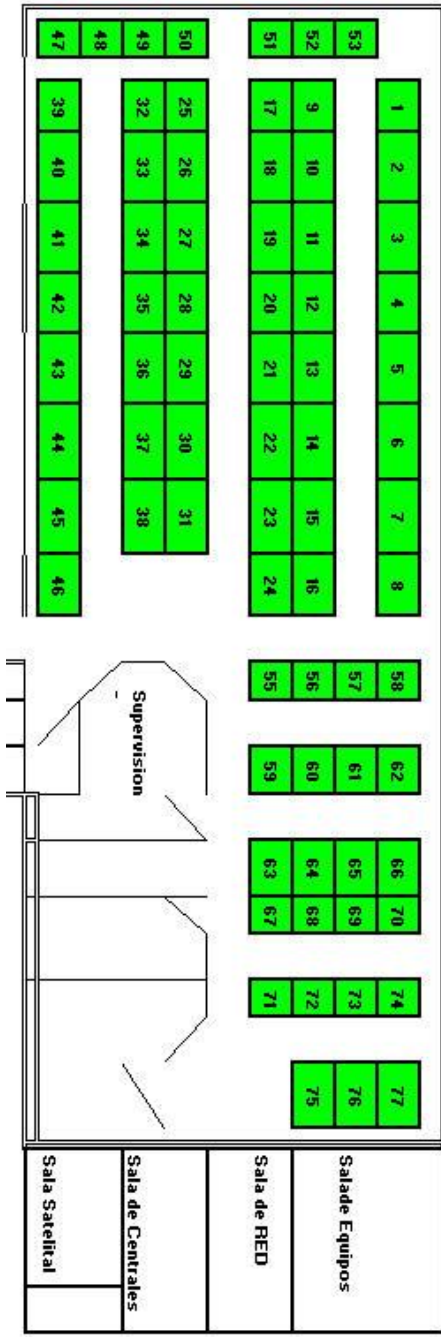 1 2 3 4 5 6 7 8 58 62 66 70 74 77
53 57 61 65 69 73 76 Salade Equipos
52 9 10 11 12 13 14 15 16 56 60 64 68 72 75
51 17 18 19 20 21 22 23 24 55 59 63 67 71 Sala de RED
50 25 26 27 28 29 30 31
49 32 33 34 35 36 37 38 Supervision Sala de Centrales
48
47 39 40 41 42 43 44 45 46 Sala Satelital